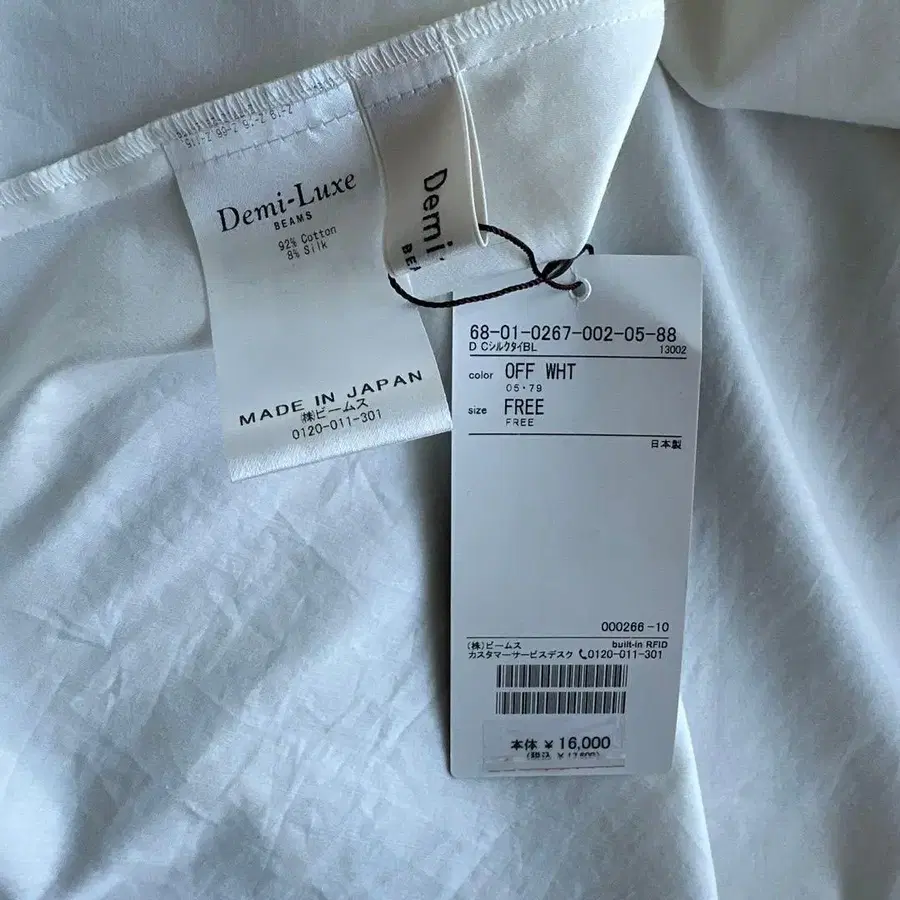 Demi-Luxe
BEAMS
92% Cotton
8% Silk
MADE IN JAPAN
㈱ビームス
0120-011-301
Demi
BE
68-01-0267-002-05-88
D CシルクタイBL 13002
color OFF WHT
05・79
size FREE
FREE
日本製
000266-10
(株)ビームス built-in RFID
カスタマーサービスデスク 0120-011-301
本体 ¥16,000